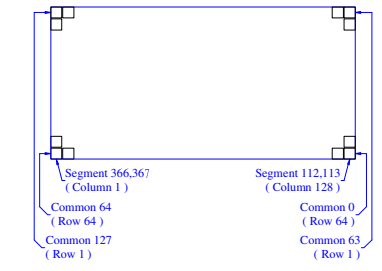 Segment 366,367
( Column 1 )
Segment 112,113
( Column 128 )
Common 64
( Row 64 )
Common 0
( Row 64 )
Common 127
( Row 1 )
Common 63
( Row 1 )